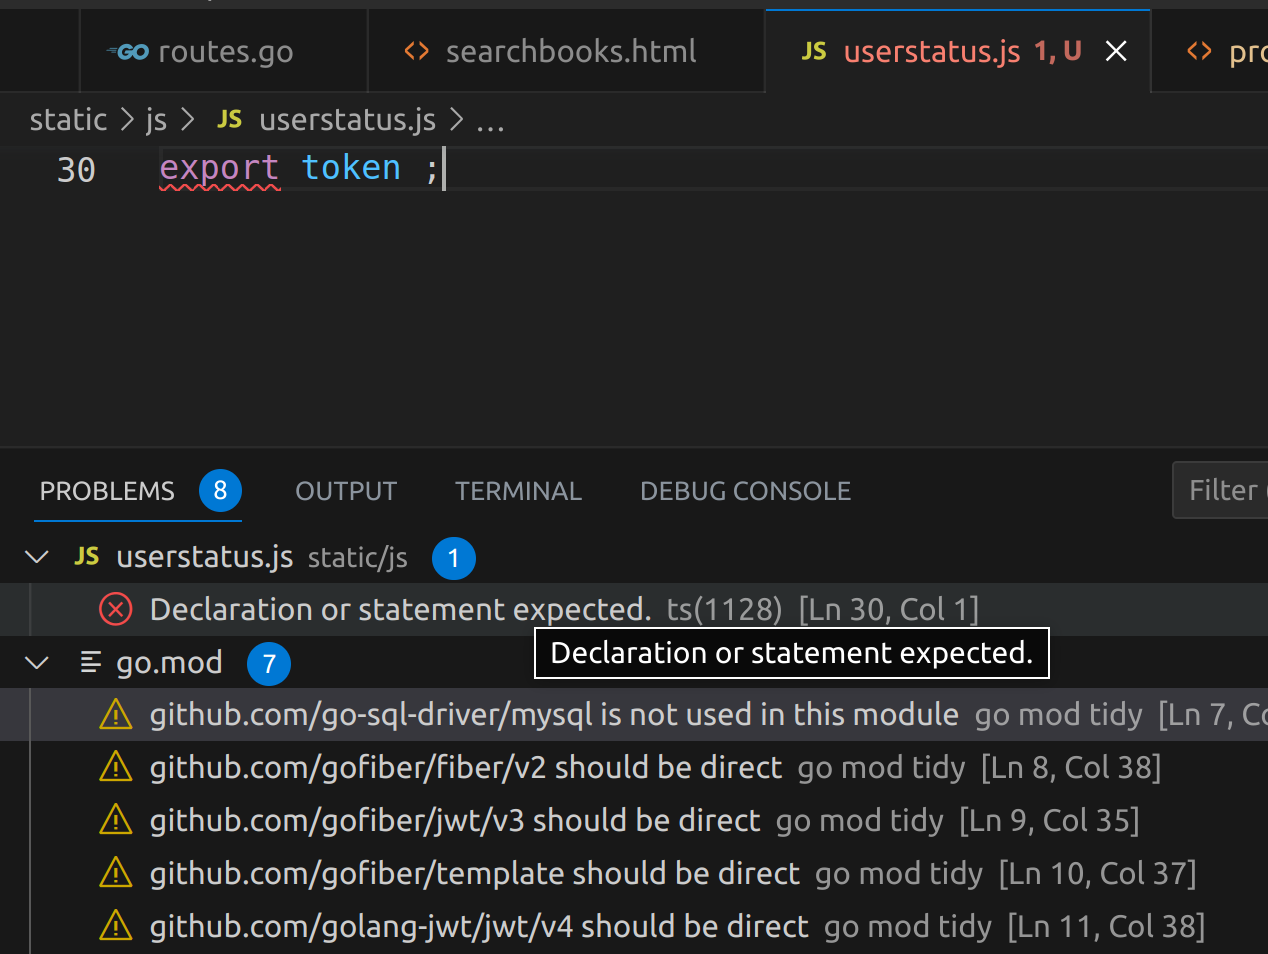 GO routes.go <> searchbooks.html JS userstatus.js 1, U <> pro
static > js > JS userstatus.js > ...
30 export token ;
PROBLEMS 8 OUTPUT TERMINAL DEBUG CONSOLE Filter
JS userstatus.js static/js 1
Declaration or statement expected. ts(1128) [Ln 30, Col 1]
Declaration or statement expected.
go.mod 7
github.com/go-sql-driver/mysql is not used in this module go mod tidy [Ln 7, Co
github.com/gofiber/fiber/v2 should be direct go mod tidy [Ln 8, Col 38]
github.com/gofiber/jwt/v3 should be direct go mod tidy [Ln 9, Col 35]
github.com/gofiber/template should be direct go mod tidy [Ln 10, Col 37]
github.com/golang-jwt/jwt/v4 should be direct go mod tidy [Ln 11, Col 38]